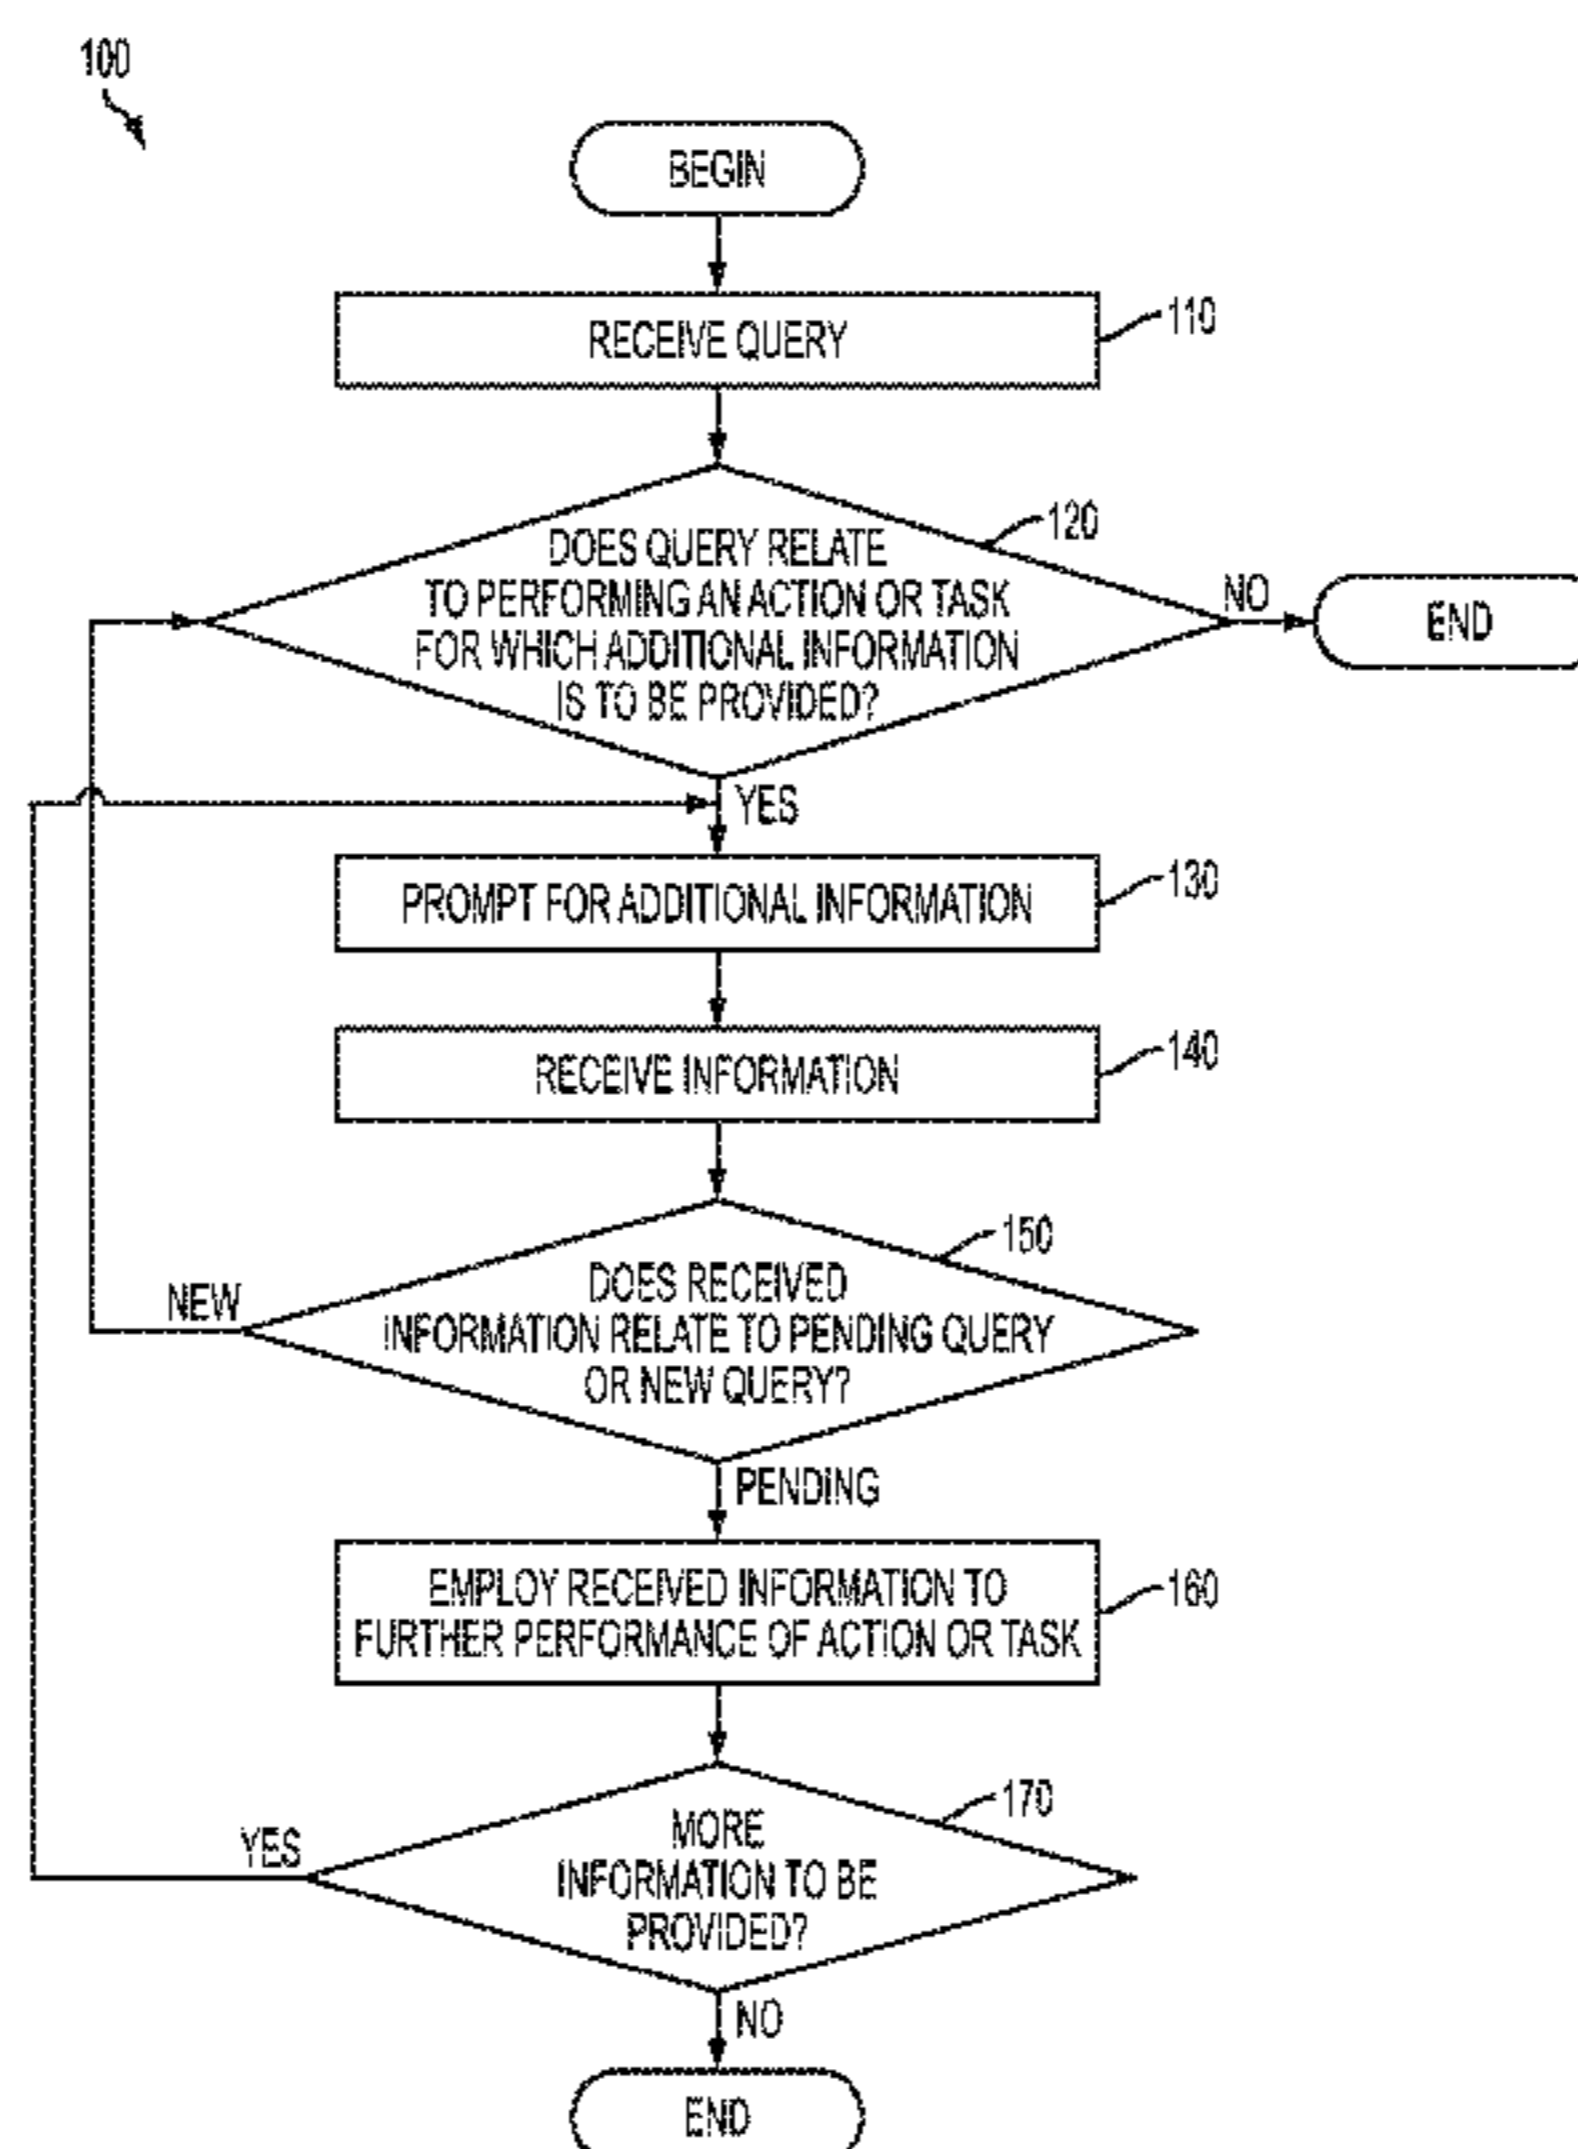 100
BEGIN
RECEIVE QUERY
110
DOES QUERY RELATE
TO PERFORMING AN ACTION OR TASK
FOR WHICH ADDITIONAL INFORMATION
IS TO BE PROVIDED?
120
NO
END
YES
PROMPT FOR ADDITIONAL INFORMATION
130
RECEIVE INFORMATION
140
DOES RECEIVED
INFORMATION RELATE TO PENDING QUERY
OR NEW QUERY?
150
NEW
PENDING
EMPLOY RECEIVED INFORMATION TO
FURTHER PERFORMANCE OF ACTION OR TASK
160
MORE
INFORMATION TO BE
PROVIDED?
170
YES
NO
END